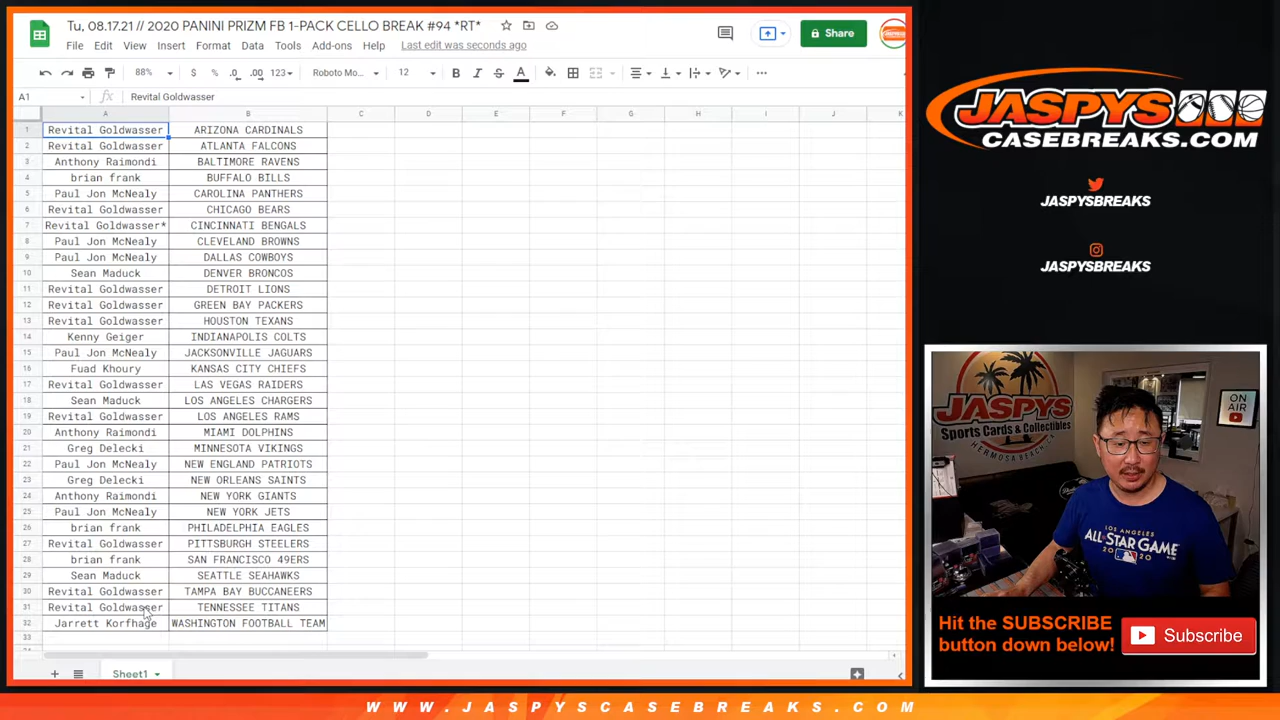 Tu, 08.17.21 // 2020 PANINI PRIZM FB 1-PACK CELLO BREAK #94 *RT*
File Edit View Insert Format Data Tools Add-ons Help Last edit was seconds ago
Share
88% $ % .0 .00 123 Roboto Mo... 12 B I S A
A1 fx Revital Goldwasser
A B C D E F G H I J K
1 Revital Goldwasser ARIZONA CARDINALS
2 Revital Goldwasser ATLANTA FALCONS
3 Anthony Raimondi BALTIMORE RAVENS
4 brian frank BUFFALO BILLS
5 Paul Jon McNealy CAROLINA PANTHERS
6 Revital Goldwasser CHICAGO BEARS
7 Revital Goldwasser* CINCINNATI BENGALS
8 Paul Jon McNealy CLEVELAND BROWNS
9 Paul Jon McNealy DALLAS COWBOYS
10 Sean Maduck DENVER BRONCOS
11 Revital Goldwasser DETROIT LIONS
12 Revital Goldwasser GREEN BAY PACKERS
13 Revital Goldwasser HOUSTON TEXANS
14 Kenny Geiger INDIANAPOLIS COLTS
15 Paul Jon McNealy JACKSONVILLE JAGUARS
16 Fuad Khoury KANSAS CITY CHIEFS
17 Revital Goldwasser LAS VEGAS RAIDERS
18 Sean Maduck LOS ANGELES CHARGERS
19 Revital Goldwasser LOS ANGELES RAMS
20 Anthony Raimondi MIAMI DOLPHINS
21 Greg Delecki MINNESOTA VIKINGS
22 Paul Jon McNealy NEW ENGLAND PATRIOTS
23 Greg Delecki NEW ORLEANS SAINTS
24 Anthony Raimondi NEW YORK GIANTS
25 Paul Jon McNealy NEW YORK JETS
26 brian frank PHILADELPHIA EAGLES
27 Revital Goldwasser PITTSBURGH STEELERS
28 brian frank SAN FRANCISCO 49ERS
29 Sean Maduck SEATTLE SEAHAWKS
30 Revital Goldwasser TAMPA BAY BUCCANEERS
31 Revital Goldwasser TENNESSEE TITANS
32 Jarrett Korfhage WASHINGTON FOOTBALL TEAM
33
Sheet1
JASPYS
CASEBREAKS.COM
JASPYSBREAKS
JASPYSBREAKS
JASPYS
Sports Cards & Collectibles
HERMOSA BEACH, CA
ON AIR
LOS ANGELES
ALL-STAR GAME
2020
Hit the SUBSCRIBE
button down below!
Subscribe
WWW.JASPYSCASEBREAKS.COM